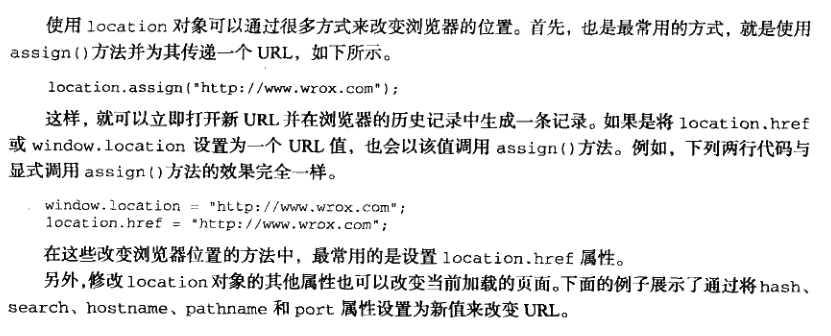 使用 location 对象可以通过很多方式来改变浏览器的位置。首先，也是最常用的方式，就是使用
assign()方法并为其传递一个 URL，如下所示。
location.assign("http://www.wrox.com");
这样，就可以立即打开新 URL 并在浏览器的历史记录中生成一条记录。如果是将 location.href
或 window.location 设置为一个 URL 值，也会以该值调用 assign()方法。例如，下列两行代码与
显式调用 assign()方法的效果完全一样。
window.location = "http://www.wrox.com";
location.href = "http://www.wrox.com";
在这些改变浏览器位置的方法中，最常用的是设置 location.href 属性。
另外，修改 location 对象的其他属性也可以改变当前加载的页面。下面的例子展示了通过将 hash、
search、hostname、pathname 和 port 属性设置为新值来改变 URL。